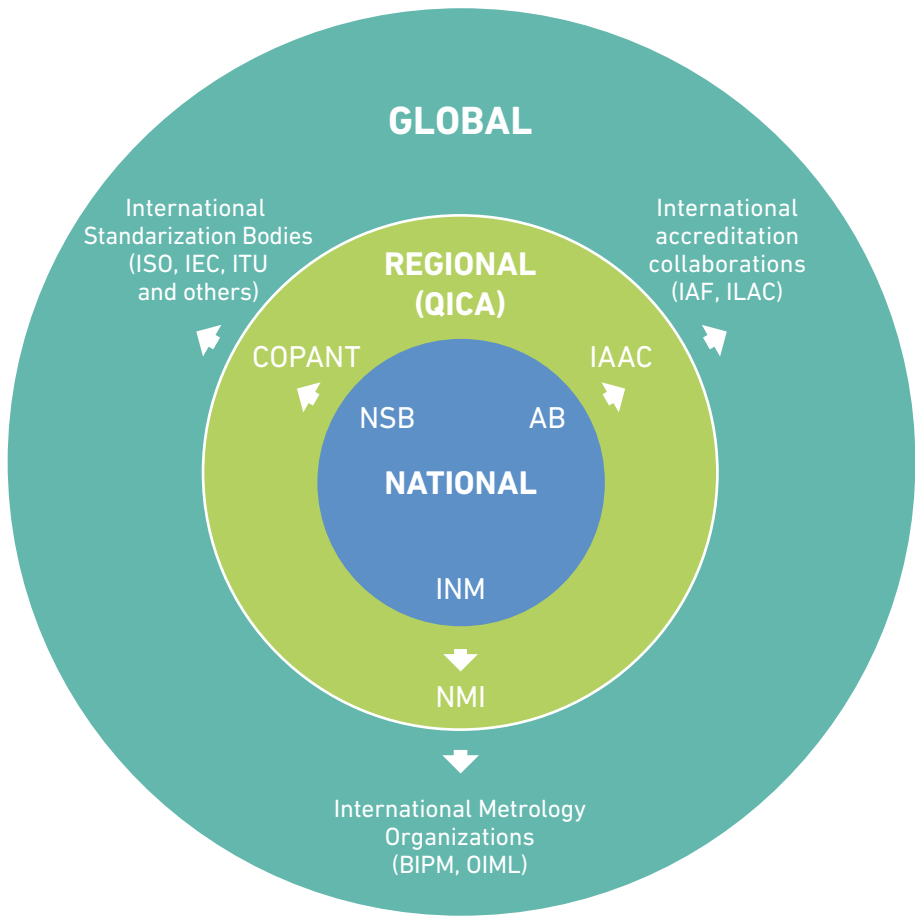 GLOBAL
International
Standarization Bodies
(ISO, IEC, ITU
and others)
International
accreditation
collaborations
(IAF, ILAC)
REGIONAL
(QICA)
COPANT
IAAC
NSB
AB
NATIONAL
INM
NMI
International Metrology
Organizations
(BIPM, OIML)